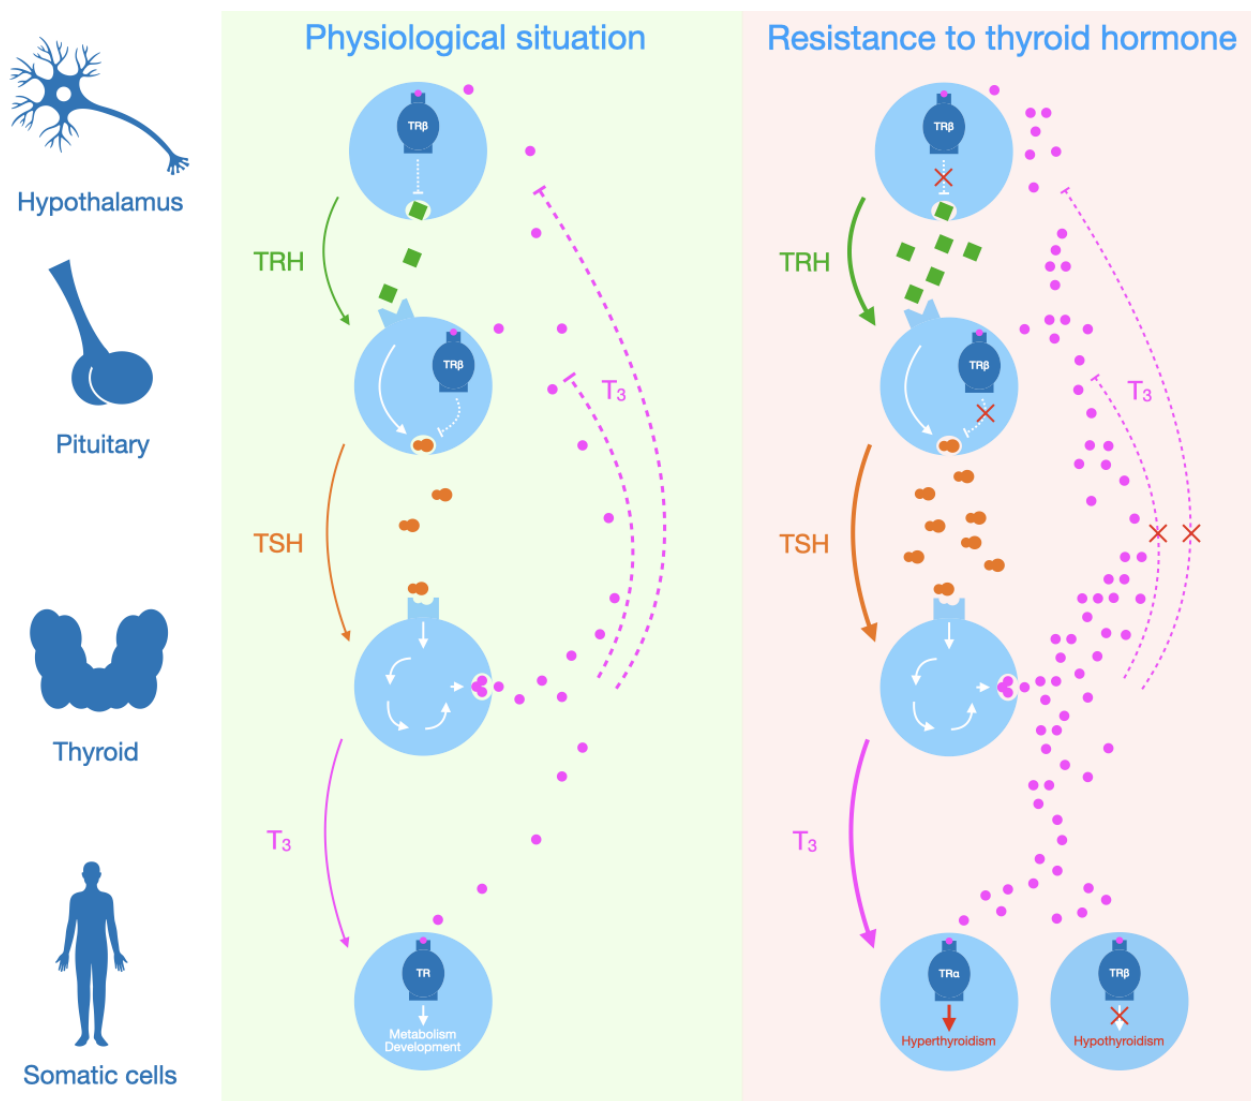 Physiological situation
Resistance to thyroid hormone
Hypothalamus
TRβ
TRβ
TRH
TRH
Pituitary
TRβ
TRβ
T3
T3
TSH
TSH
Thyroid
T3
T3
Somatic cells
TR
Metabolism
Development
TRα
Hyperthyroidism
TRβ
Hypothyroidism